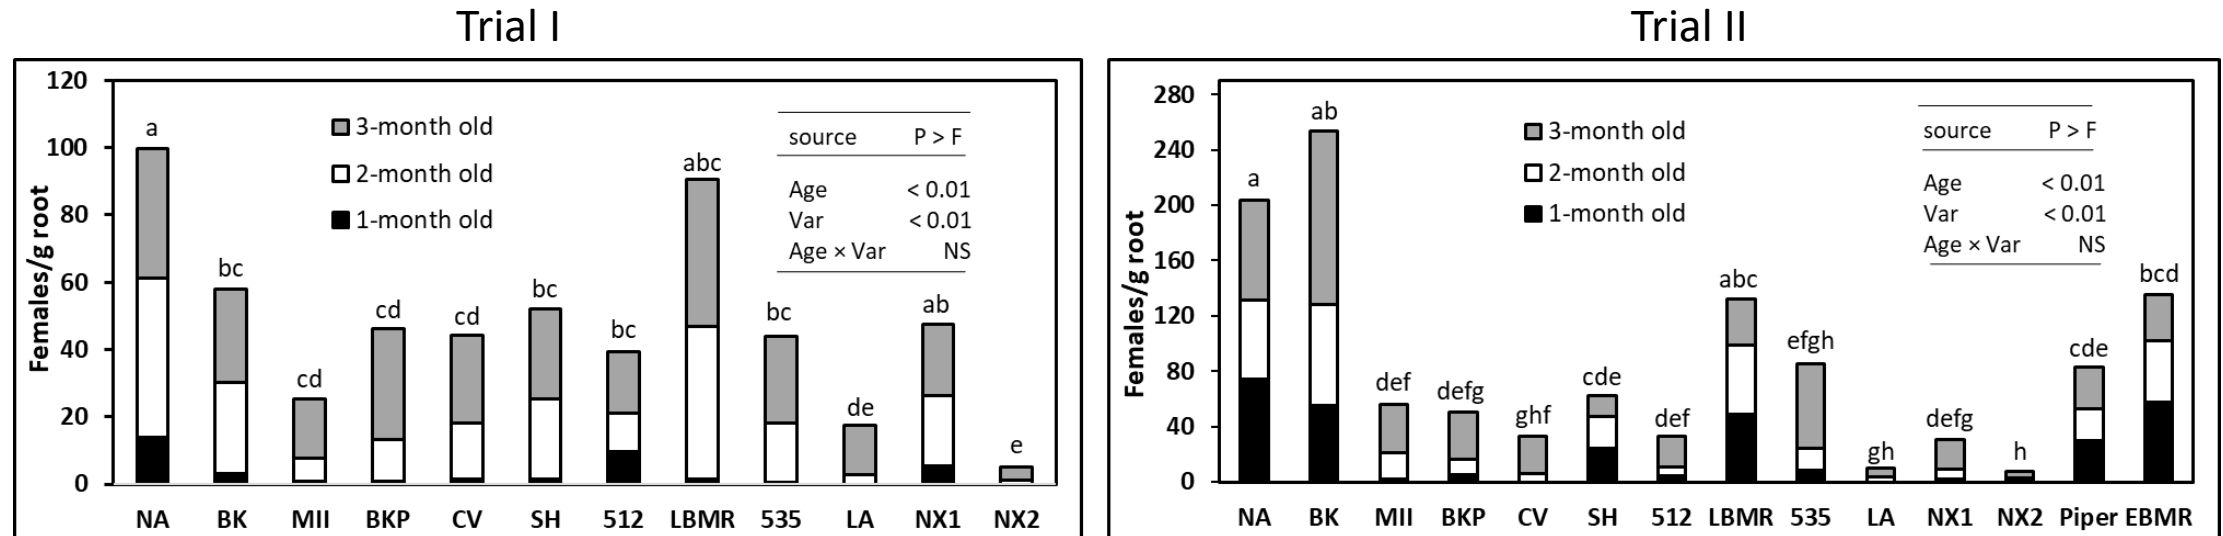 Trial I
120
100
80
60
40
20
0
Females/g root
3-month old
2-month old
1-month old
source P > F
Age < 0.01
Var < 0.01
Age × Var NS
a
bc
cd
cd
cd
bc
bc
abc
bc
de
ab
e
NA BK MII BKP CV SH 512 LBMR 535 LA NX1 NX2
Trial II
280
240
200
160
120
80
40
0
Females/g root
3-month old
2-month old
1-month old
source P > F
Age < 0.01
Var < 0.01
Age × Var NS
a
ab
def
defg
ghf
cde
def
abc
efgh
gh
defg
h
cde
bcd
NA BK MII BKP CV SH 512 LBMR 535 LA NX1 NX2 Piper EBMR